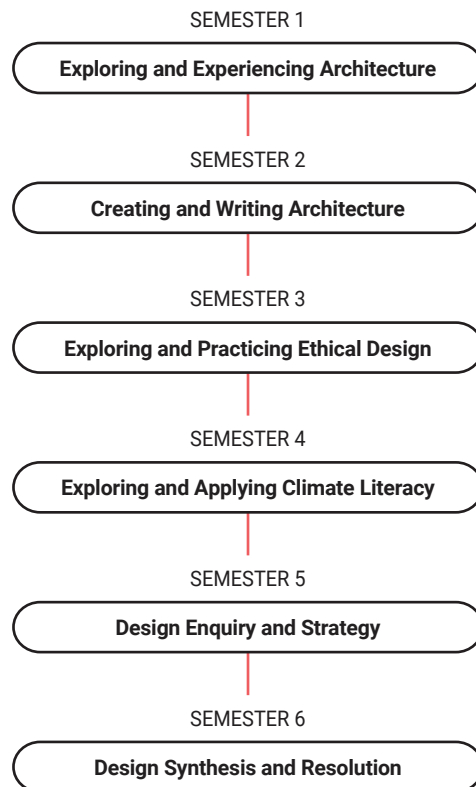 SEMESTER 1
Exploring and Experiencing Architecture
SEMESTER 2
Creating and Writing Architecture
SEMESTER 3
Exploring and Practicing Ethical Design
SEMESTER 4
Exploring and Applying Climate Literacy
SEMESTER 5
Design Enquiry and Strategy
SEMESTER 6
Design Synthesis and Resolution